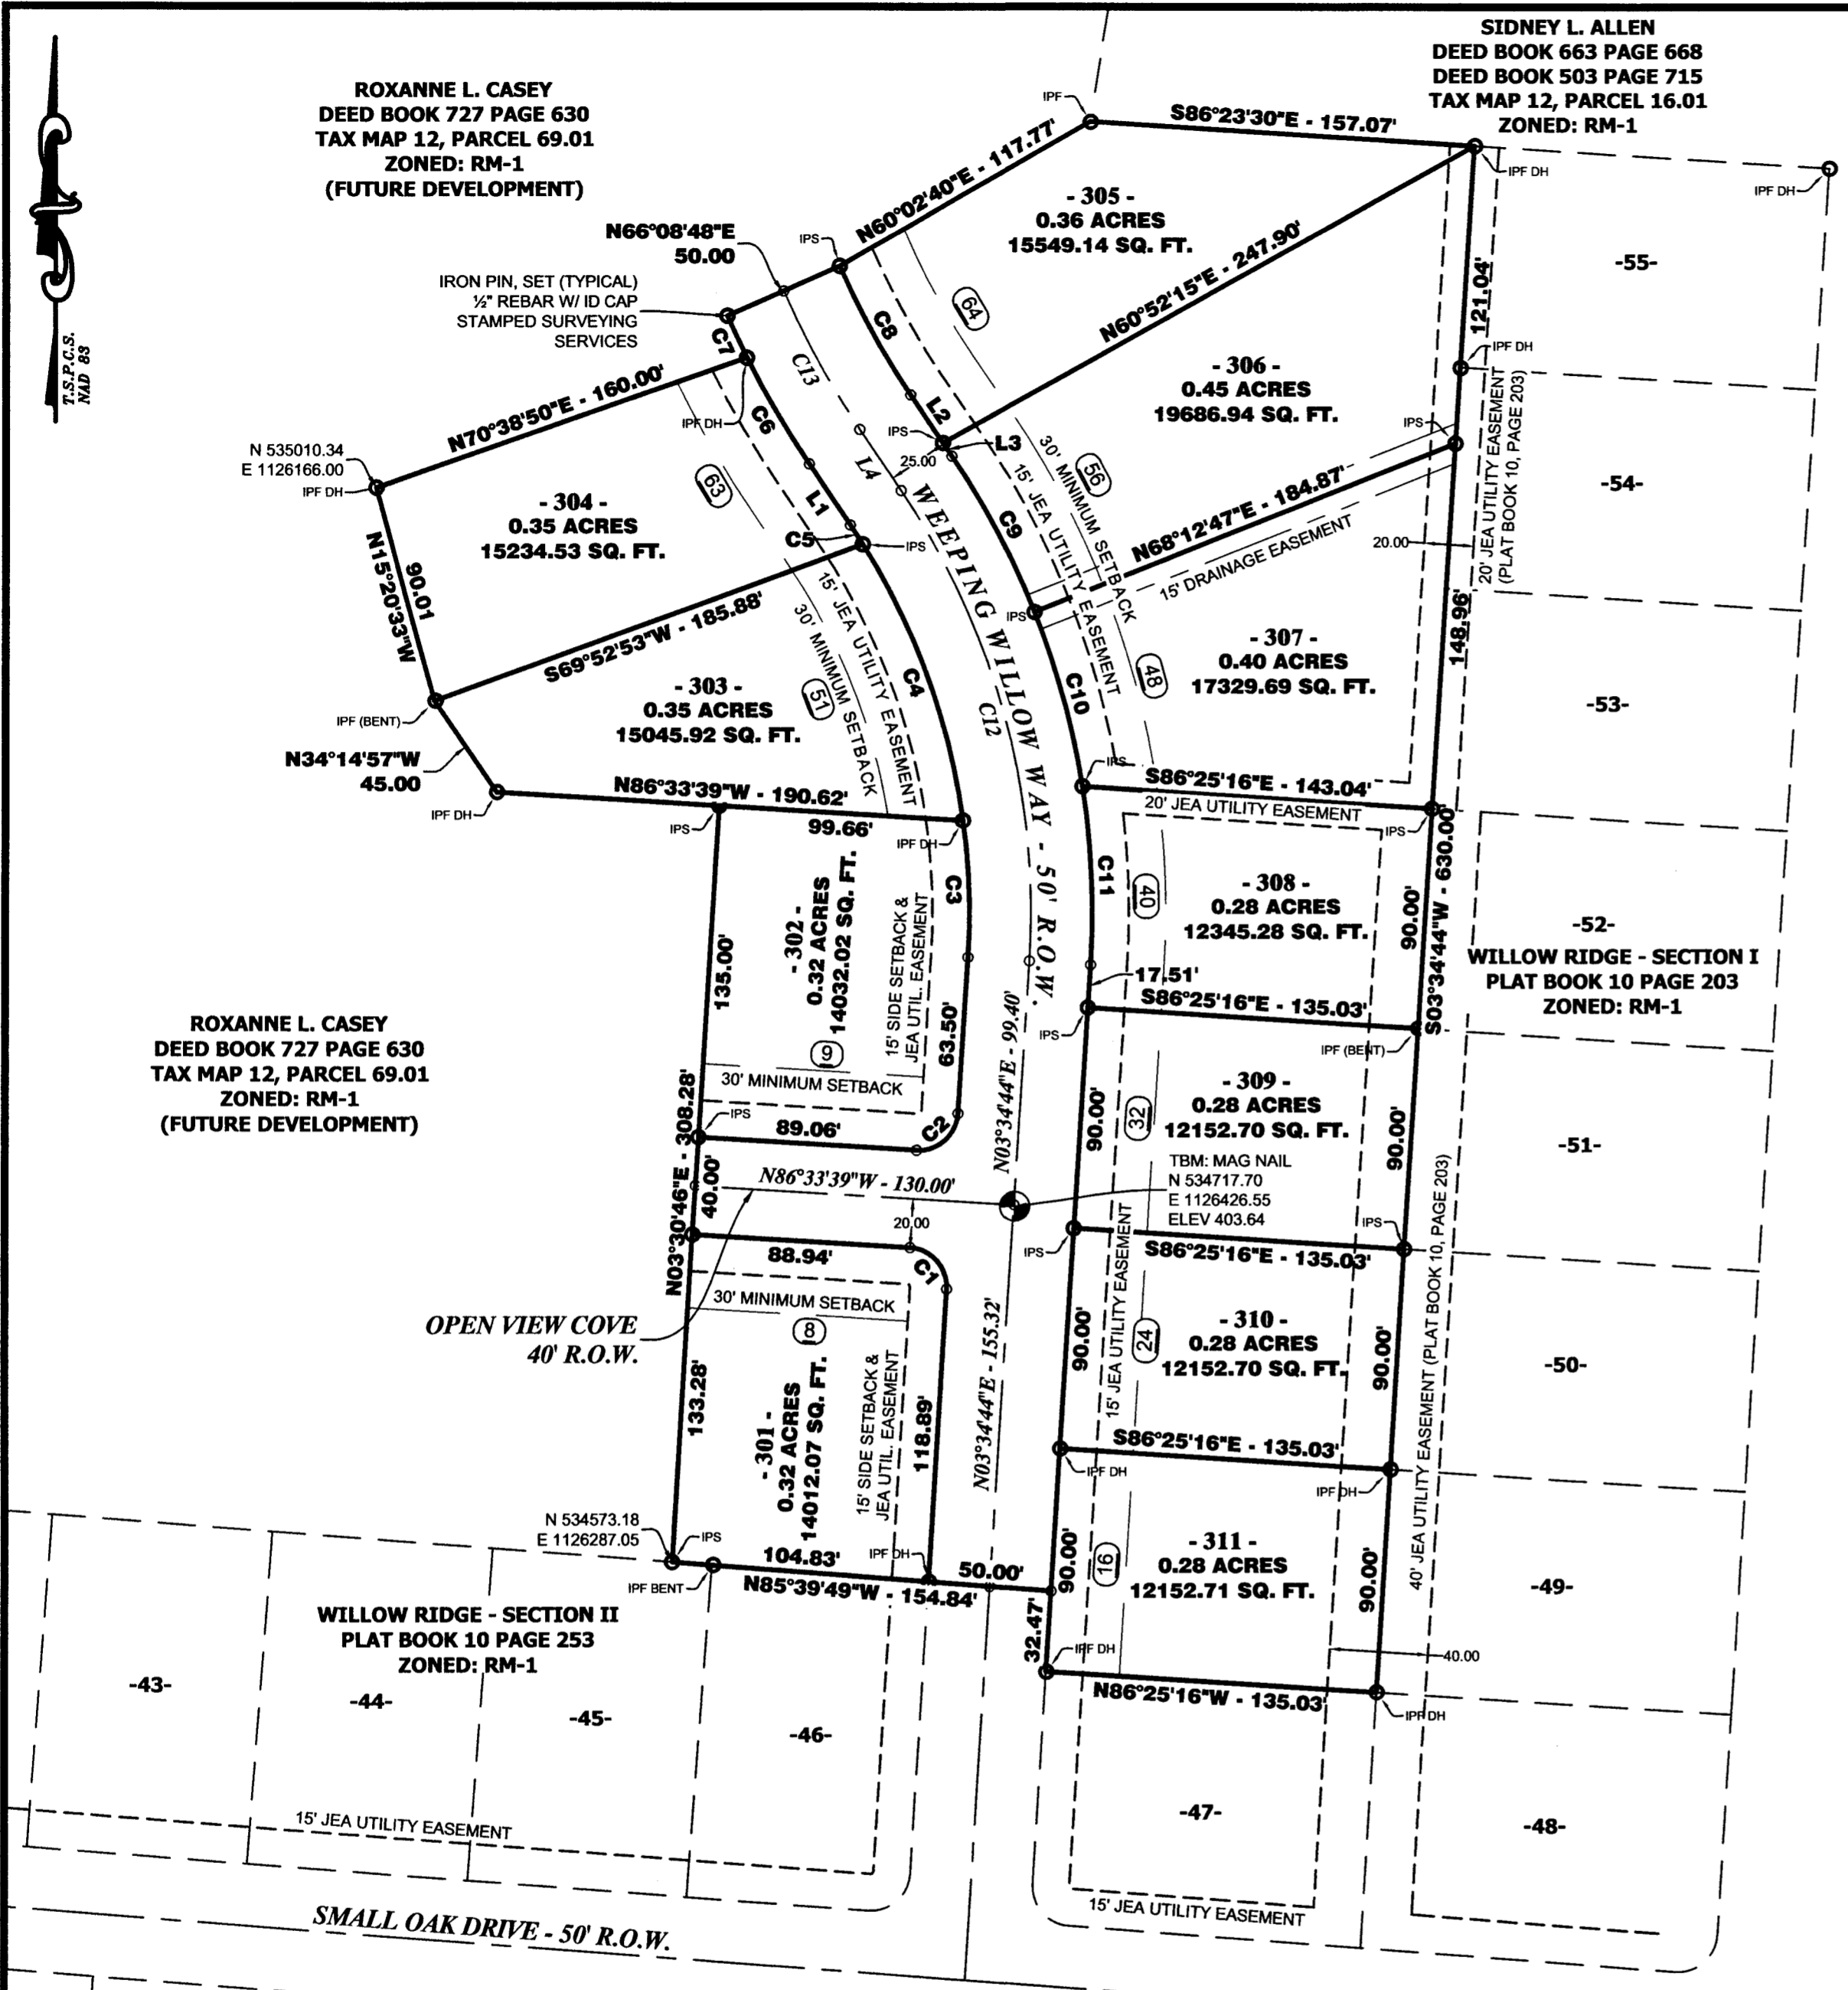 SIDNEY L. ALLEN
DEED BOOK 663 PAGE 668
DEED BOOK 503 PAGE 715
TAX MAP 12, PARCEL 16.01
ZONED: RM-1
ROXANNE L. CASEY
DEED BOOK 727 PAGE 630
TAX MAP 12, PARCEL 69.01
ZONED: RM-1
(FUTURE DEVELOPMENT)
T.S.P.C.S.
NAD 83
IPF
S86°23'30"E - 157.07'
IPF DH
IPF DH
N60°02'40"E - 117.77'
- 305 -
0.36 ACRES
15549.14 SQ. FT.
N66°08'48"E
50.00
IPS
IRON PIN, SET (TYPICAL)
½" REBAR W/ ID CAP
STAMPED SURVEYING
SERVICES
C7
C13
C8
64
N60°52'15"E - 247.90'
121.04'
-55-
IPF DH
N70°38'50"E - 160.00'
IPF DH
C6
L2
IPS
L3
25.00
L4
- 306 -
0.45 ACRES
19686.94 SQ. FT.
IPS
20' JEA UTILITY EASEMENT
(PLAT BOOK 10, PAGE 203)
N 535010.34
E 1126166.00
IPF DH
63
- 304 -
0.35 ACRES
15234.53 SQ. FT.
L1
C5
IPS
56
30' MINIMUM SETBACK
15' JEA UTILITY EASEMENT
C9
N68°12'47"E - 184.87'
15' DRAINAGE EASEMENT
20.00
-54-
N15°20'33"W
90.01
S69°52'53"W - 185.88'
15' JEA UTILITY EASEMENT
30' MINIMUM SETBACK
51
C4
WEEPING WILLOW WAY - 50' R.O.W.
C12
IPS
48
C10
- 307 -
0.40 ACRES
17329.69 SQ. FT.
148.96'
-53-
IPF (BENT)
- 303 -
0.35 ACRES
15045.92 SQ. FT.
N34°14'57"W
45.00
IPF DH
N86°33'39"W - 190.62'
IPS
99.66'
IPF DH
IPS
S86°25'16"E - 143.04'
20' JEA UTILITY EASEMENT
IPS
S03°34'44"W - 630.00'
C3
C11
40
- 308 -
0.28 ACRES
12345.28 SQ. FT.
90.00'
-52-
WILLOW RIDGE - SECTION I
PLAT BOOK 10 PAGE 203
ZONED: RM-1
135.00'
- 302 -
0.32 ACRES
14032.02 SQ. FT.
9
15' SIDE SETBACK &
JEA UTIL. EASEMENT
63.50'
17.51'
S86°25'16"E - 135.03'
IPS
IPF (BENT)
ROXANNE L. CASEY
DEED BOOK 727 PAGE 630
TAX MAP 12, PARCEL 69.01
ZONED: RM-1
(FUTURE DEVELOPMENT)
30' MINIMUM SETBACK
IPS
89.06'
C2
N03°34'44"E - 99.40'
90.00'
32
- 309 -
0.28 ACRES
12152.70 SQ. FT.
90.00'
-51-
TBM: MAG NAIL
N 534717.70
E 1126426.55
ELEV 403.64
N03°30'46"E - 308.28'
40.00'
N86°33'39"W - 130.00'
20.00
IPS
IPS
S86°25'16"E - 135.03'
88.94'
C1
30' MINIMUM SETBACK
8
OPEN VIEW COVE
40' R.O.W.
133.28'
- 301 -
0.32 ACRES
14012.07 SQ. FT.
15' SIDE SETBACK &
JEA UTIL. EASEMENT
118.89'
N03°34'44"E - 155.32'
90.00'
15' JEA UTILITY EASEMENT
24
- 310 -
0.28 ACRES
12152.70 SQ. FT.
90.00'
40' JEA UTILITY EASEMENT (PLAT BOOK 10, PAGE 203)
-50-
S86°25'16"E - 135.03'
IPF DH
IPF DH
N 534573.18
E 1126287.05
IPS
IPF BENT
104.83'
IPF DH
N85°39'49"W - 154.84'
50.00'
90.00'
16
- 311 -
0.28 ACRES
12152.71 SQ. FT.
90.00'
-49-
32.47'
IPF DH
40.00
N86°25'16"W - 135.03'
IPF DH
WILLOW RIDGE - SECTION II
PLAT BOOK 10 PAGE 253
ZONED: RM-1
-43-
-44-
-45-
-46-
-47-
-48-
15' JEA UTILITY EASEMENT
15' JEA UTILITY EASEMENT
SMALL OAK DRIVE - 50' R.O.W.